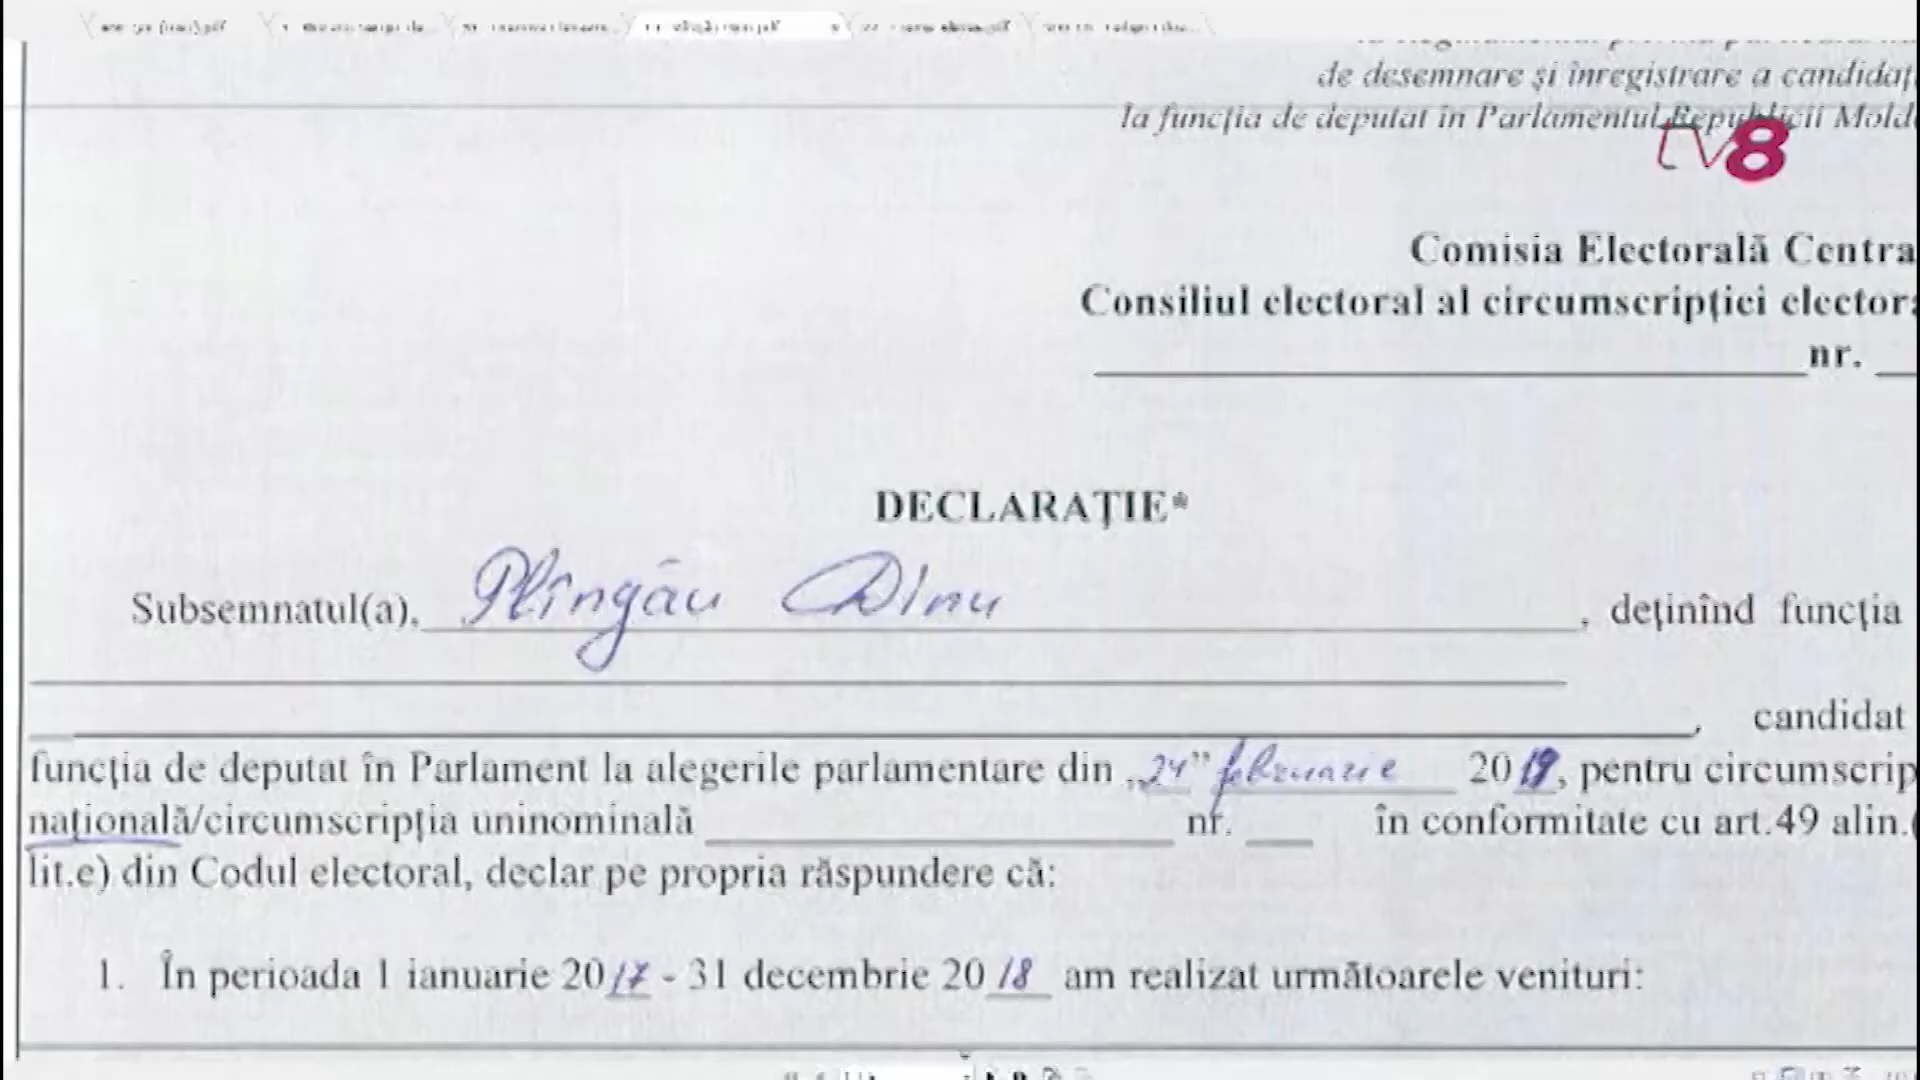 de desemnare și înregistrare a candidaț
la funcția de deputat în Parlamentul Republicii Mold
tv8
Comisia Electorală Centra
Consiliul electoral al circumscripției elector
nr.
DECLARAȚIE*
Subsemnatul(a), Plîngău Dinu, deținînd funcția
, candidat
funcția de deputat în Parlament la alegerile parlamentare din „24” februarie 2019, pentru circumscrip
națională/circumscripția uninominală nr. în conformitate cu art.49 alin.(
lit.e) din Codul electoral, declar pe propria răspundere că:
1. În perioada 1 ianuarie 2017 - 31 decembrie 2018 am realizat următoarele venituri: